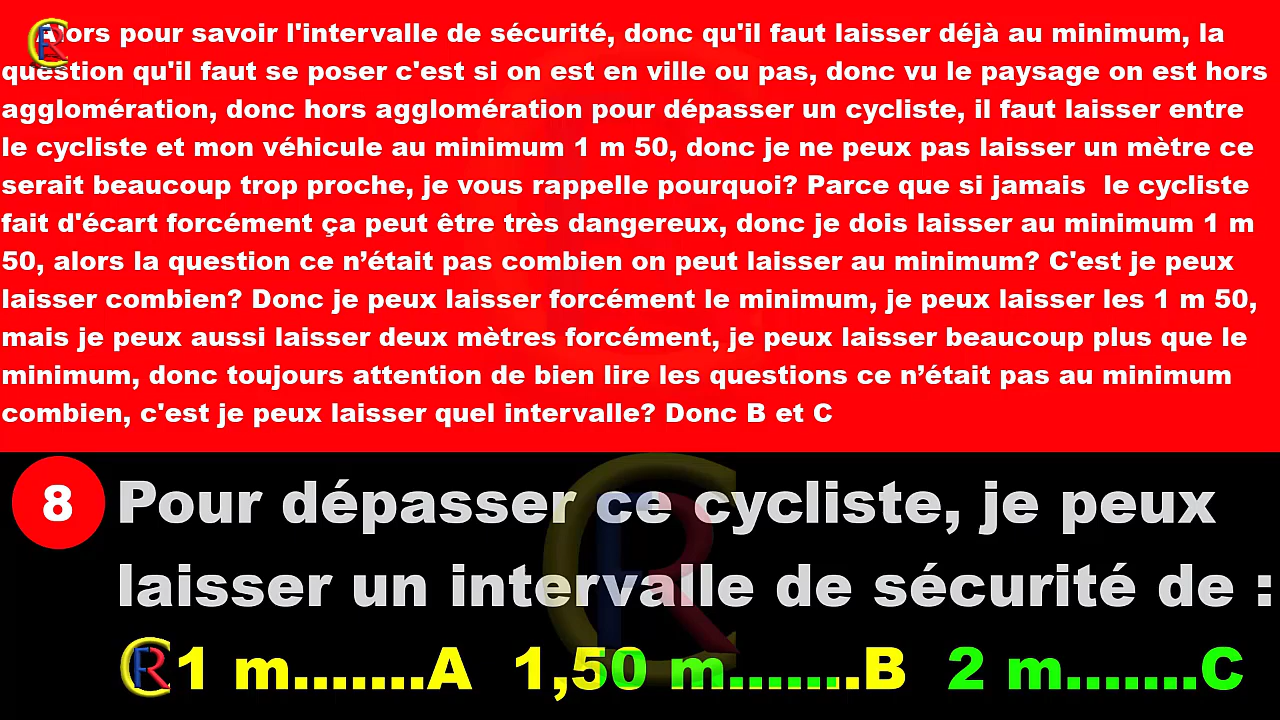 Alors pour savoir l'intervalle de sécurité, donc qu'il faut laisser déjà au minimum, la
question qu'il faut se poser c'est si on est en ville ou pas, donc vu le paysage on est hors
agglomération, donc hors agglomération pour dépasser un cycliste, il faut laisser entre
le cycliste et mon véhicule au minimum 1 m 50, donc je ne peux pas laisser un mètre ce
serait beaucoup trop proche, je vous rappelle pourquoi? Parce que si jamais  le cycliste
fait d'écart forcément ça peut être très dangereux, donc je dois laisser au minimum 1 m
50, alors la question ce n’était pas combien on peut laisser au minimum? C'est je peux
laisser combien? Donc je peux laisser forcément le minimum, je peux laisser les 1 m 50,
mais je peux aussi laisser deux mètres forcément, je peux laisser beaucoup plus que le
minimum, donc toujours attention de bien lire les questions ce n’était pas au minimum
combien, c'est je peux laisser quel intervalle? Donc B et C
8 Pour dépasser ce cycliste, je peux
laisser un intervalle de sécurité de :
1 m.......A 1,50 m.......B 2 m.......C